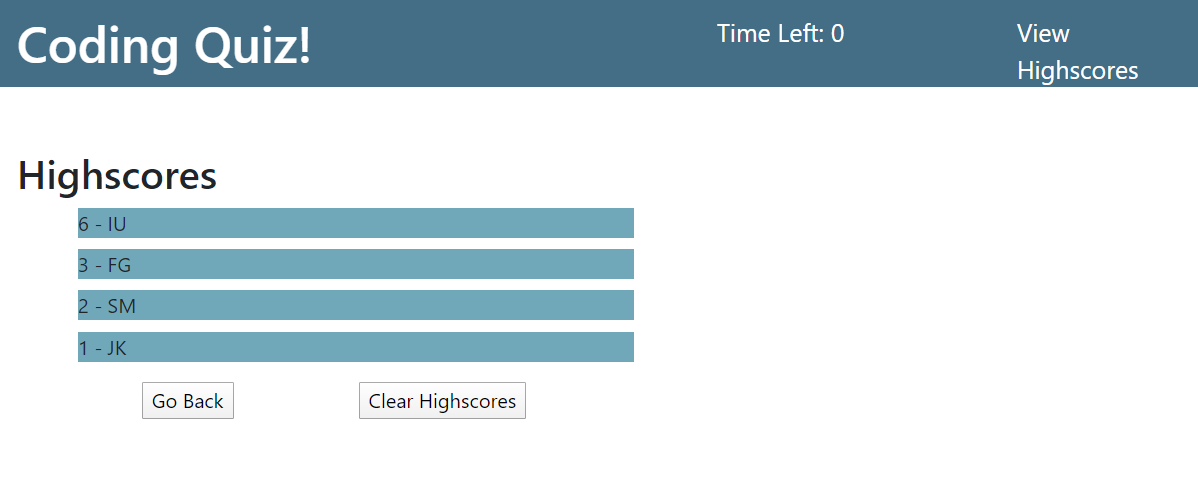 Coding Quiz!
Time Left: 0
View
Highscores
Highscores
6 - IU
3 - FG
2 - SM
1 - JK
Go Back
Clear Highscores